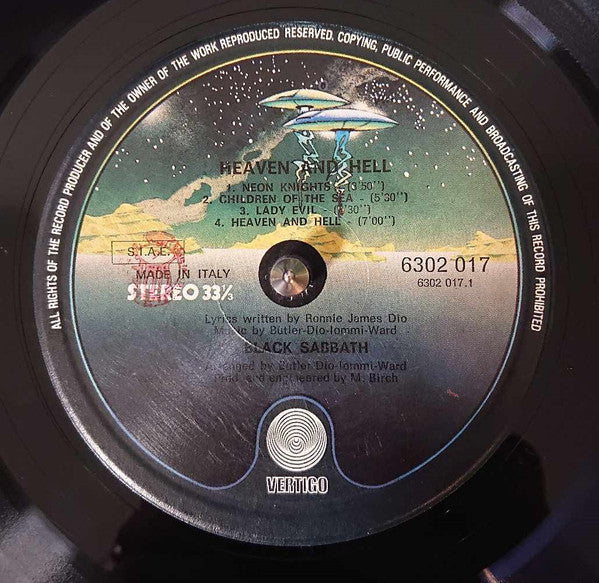 ALL RIGHTS OF THE RECORD PRODUCER AND OF THE OWNER OF THE WORK REPRODUCED RESERVED. COPYING, PUBLIC PERFORMANCE AND BROADCASTING OF THIS RECORD PROHIBITED
HEAVEN AND HELL
1. NEON KNIGHTS - (3'50")
2. CHILDREN OF THE SEA - (5'30")
3. LADY EVIL - '30")
4. HEAVEN AND HELL - (7'00")
S.I.A.E.
MADE IN ITALY
STEREO 33⅓
6302 017
6302 017.1
Lyrics written by Ronnie James Dio
Music by Butler-Dio-Iommi-Ward
BLACK SABBATH
Arranged by Butler-Dio-Iommi-Ward
Prod. and engineered by M. Birch
VERTIGO